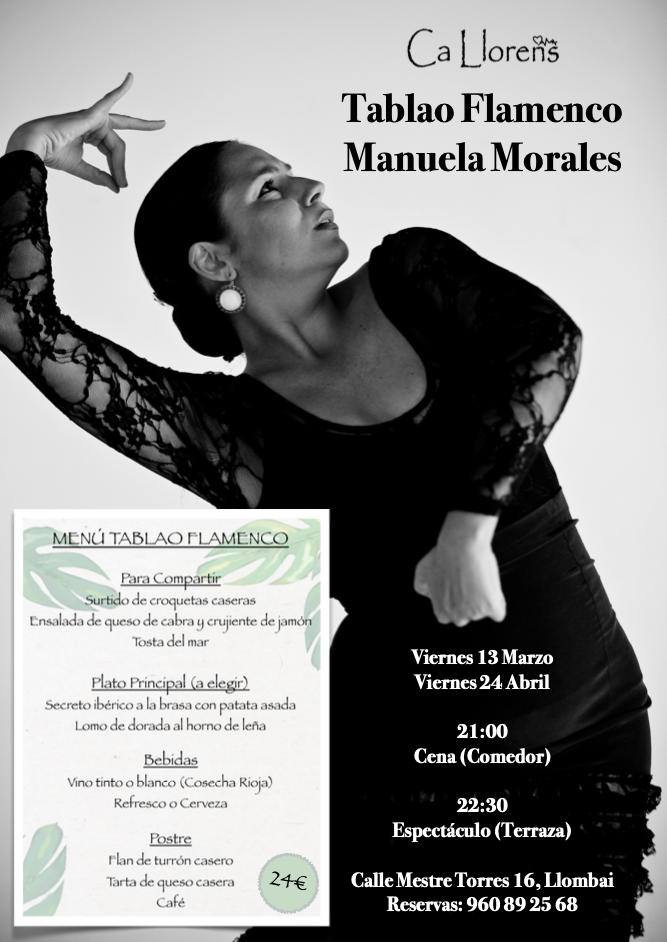 Ca Llorens
Tablao Flamenco
Manuela Morales
MENÚ TABLAO FLAMENCO
Para Compartir
Surtido de croquetas caseras
Ensalada de queso de cabra y crujiente de jamón
Tosta del mar
Plato Principal (a elegir)
Secreto ibérico a la brasa con patata asada
Lomo de dorada al horno de leña
Bebidas
Vino tinto o blanco (Cosecha Rioja)
Refresco o Cerveza
Postre
Flan de turrón casero
Tarta de queso casera
Café
24€
Viernes 13 Marzo
Viernes 24 Abril
21:00
Cena (Comedor)
22:30
Espectáculo (Terraza)
Calle Mestre Torres 16, Llombai
Reservas: 960 89 25 68